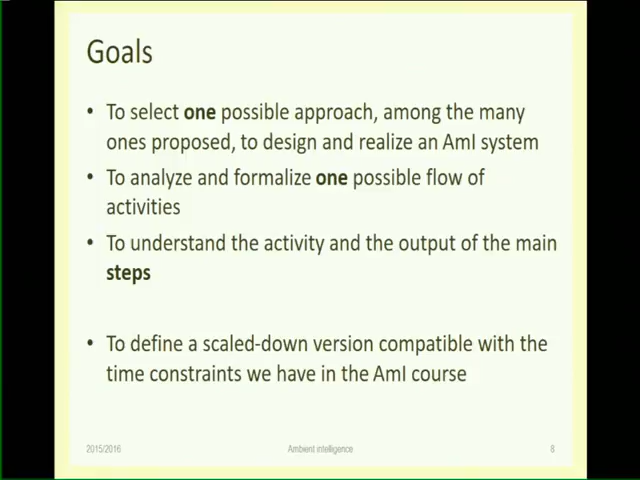 Goals
• To select one possible approach, among the many
ones proposed, to design and realize an AmI system
• To analyze and formalize one possible flow of
activities
• To understand the activity and the output of the main
steps
• To define a scaled-down version compatible with the
time constraints we have in the AmI course
2015/2016
Ambient intelligence
8